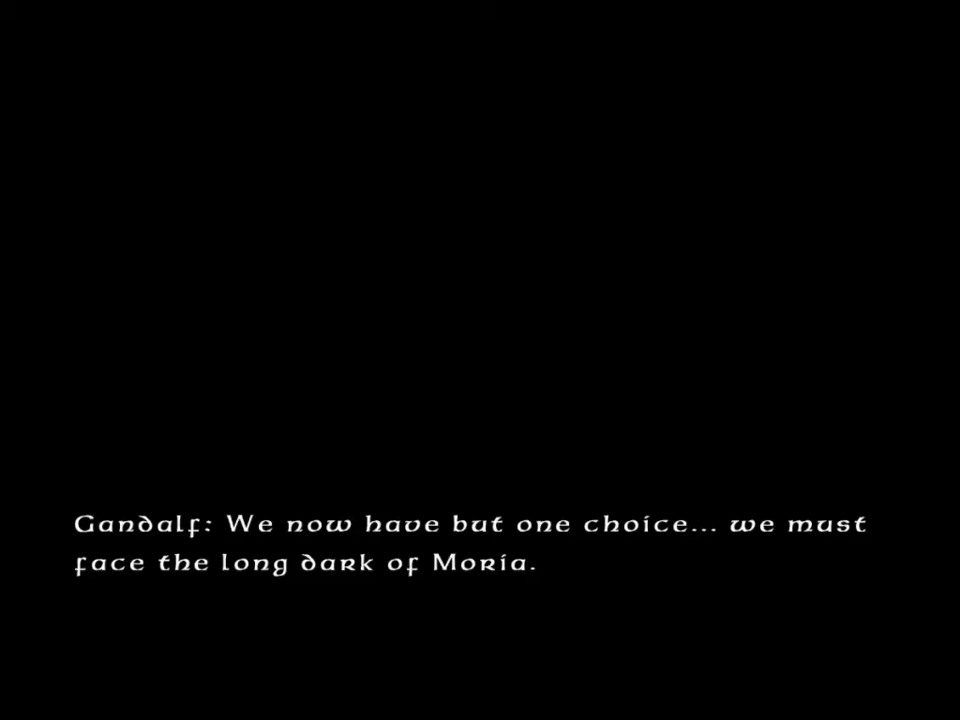 Gandalf: We now have but one choice... we must
face the long dark of Moria.